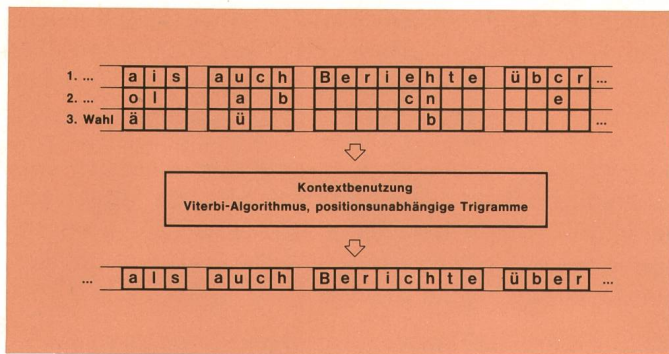 1. ... a i s a u c h B e r i e h t e ü b c r ...
2. ... o l a b c n e
3. Wahl ä ü b ...
Kontextbenutzung
Viterbi-Algorithmus, positionsunabhängige Trigramme
... a l s a u c h B e r i c h t e ü b e r ...